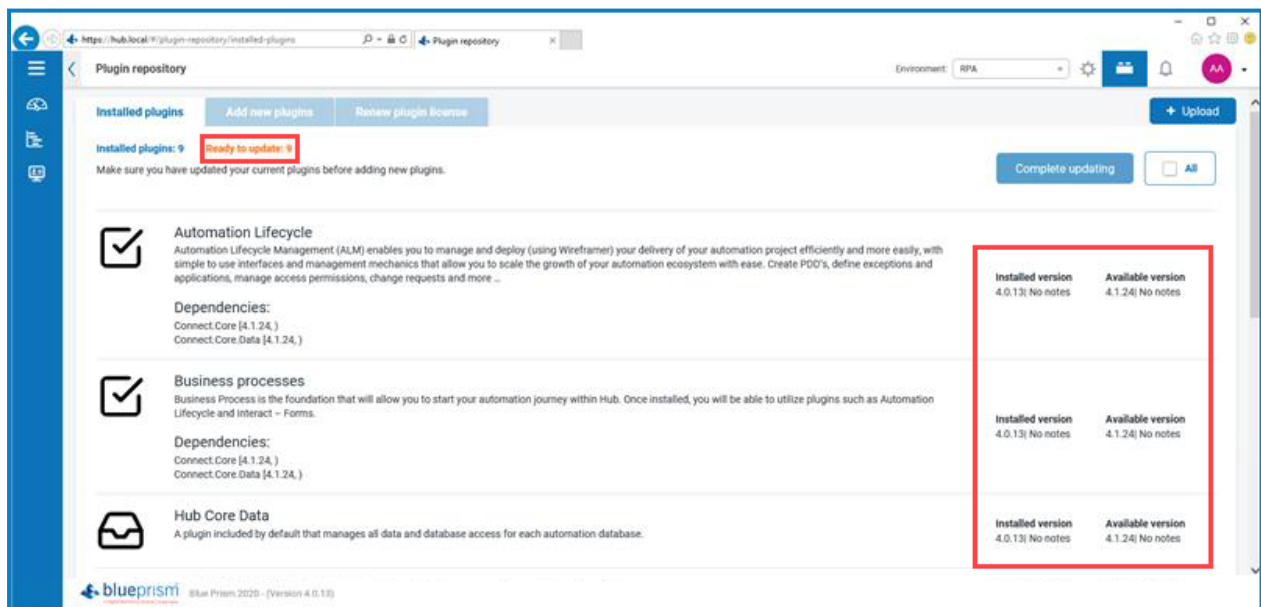 https://hub.local/#/plugin-repository/installed-plugins
Plugin repository
Plugin repository
Environment: RPA
AA
Installed plugins
Add new plugins
Renew plugin license
+ Upload
Installed plugins: 9 Ready to update: 9
Make sure you have updated your current plugins before adding new plugins.
Complete updating
All
Automation Lifecycle
Automation Lifecycle Management (ALM) enables you to manage and deploy (using Wireframer) your delivery of your automation project efficiently and more easily, with
simple to use interfaces and management mechanics that allow you to scale the growth of your automation ecosystem with ease. Create PDD's, define exceptions and
applications, manage access permissions, change requests and more ...
Dependencies:
Connect.Core [4.1.24, )
Connect.Core.Data [4.1.24, )
Installed version Available version
4.0.13| No notes 4.1.24| No notes
Business processes
Business Process is the foundation that will allow you to start your automation journey within Hub. Once installed, you will be able to utilize plugins such as Automation
Lifecycle and Interact – Forms.
Dependencies:
Connect.Core [4.1.24, )
Connect.Core.Data [4.1.24, )
Installed version Available version
4.0.13| No notes 4.1.24| No notes
Hub Core Data
A plugin included by default that manages all data and database access for each automation database.
Installed version Available version
4.0.13| No notes 4.1.24| No notes
blueprism
Blue Prism 2020 - (Version 4.0.13)